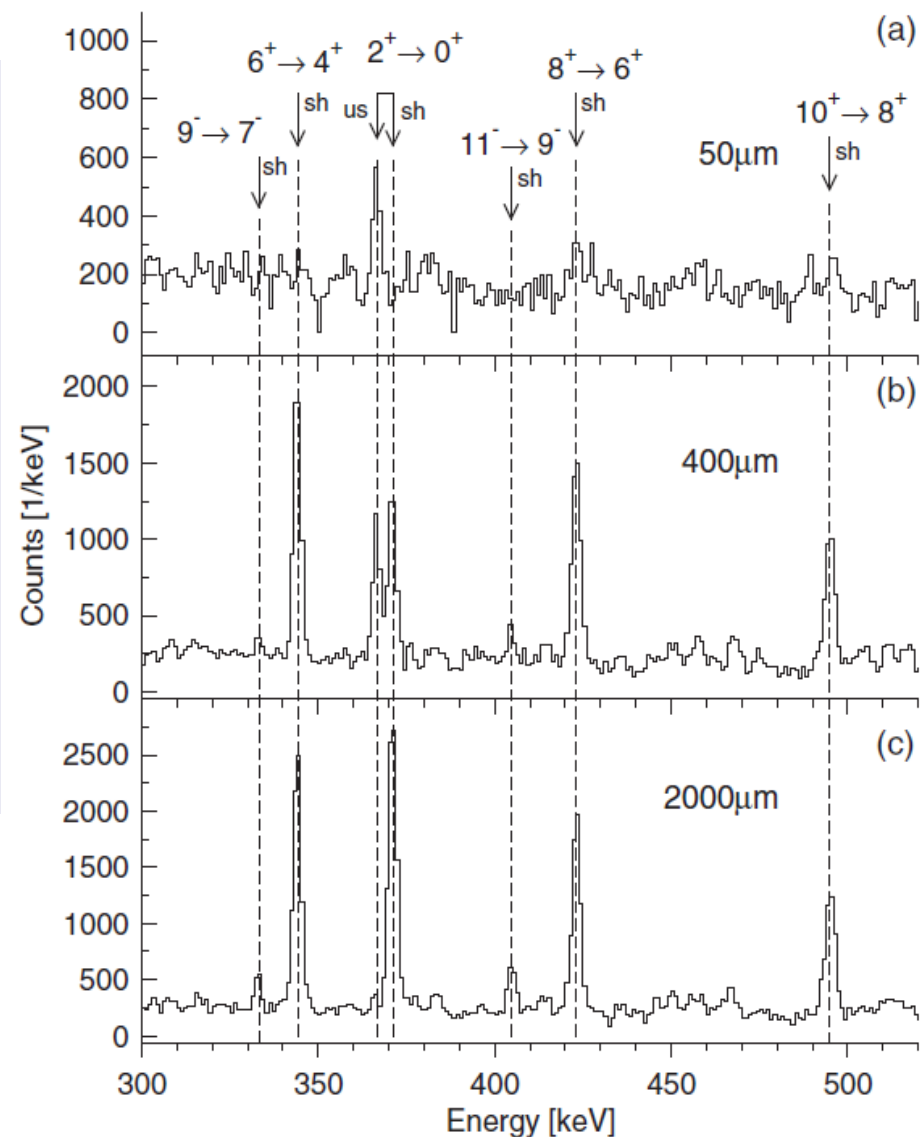 (a)
6⁺→4⁺ 2⁺→0⁺ 8⁺→6⁺
9⁻→7⁻ sh us sh 11⁻→9⁻ sh 10⁺→8⁺
sh sh 50μm sh
1000
800
600
400
200
0
(b)
400μm
2000
1500
1000
500
0
(c)
2000μm
2500
2000
1500
1000
500
0
Counts [1/keV]
300 350 400 450 500
Energy [keV]